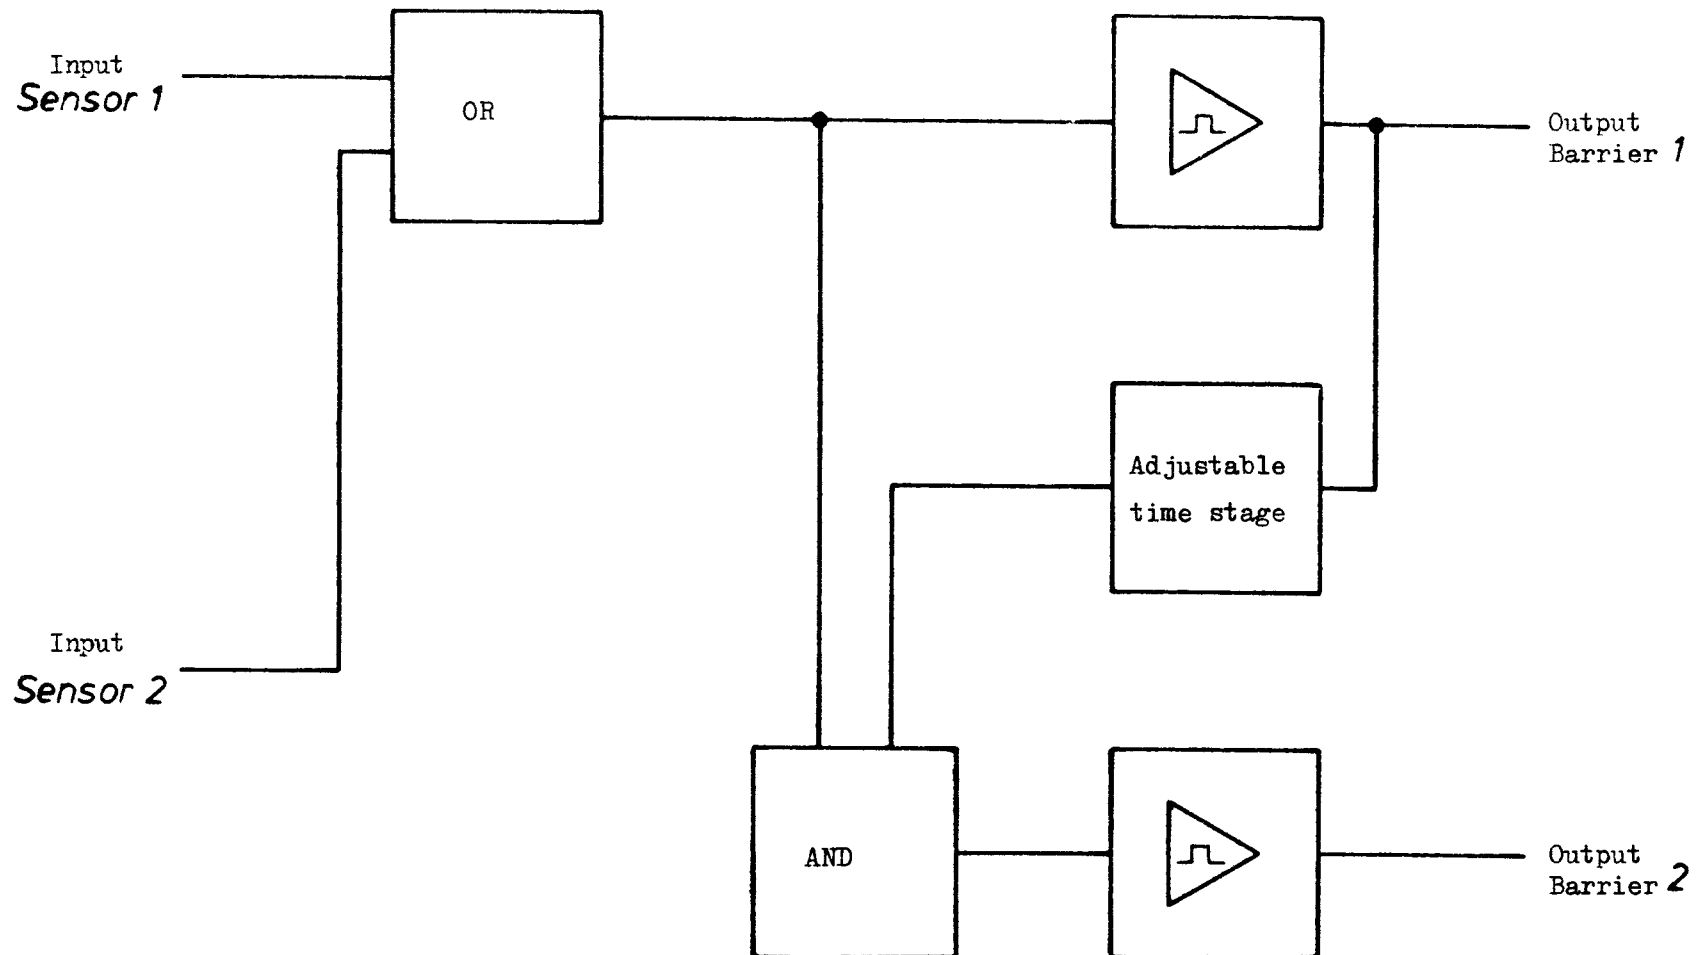 Input
Sensor 1
OR
Output
Barrier 1
Adjustable
time stage
Input
Sensor 2
AND
Output
Barrier 2